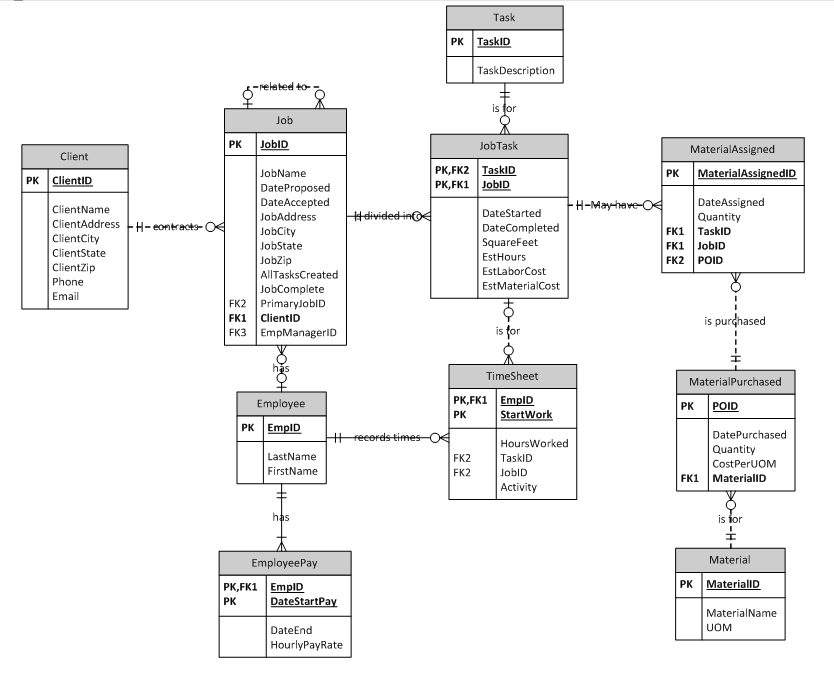 Task
PK TaskID
TaskDescription
is for
related to
Job
PK JobID
JobName
DateProposed
DateAccepted
JobAddress
JobCity
JobState
JobZip
AllTasksCreated
JobComplete
FK2 PrimaryJobID
FK1 ClientID
FK3 EmpManagerID
Client
PK ClientID
ClientName
ClientAddress
ClientCity
ClientState
ClientZip
Phone
Email
contracts
Is divided into
JobTask
PK,FK2 TaskID
PK,FK1 JobID
DateStarted
DateCompleted
SquareFeet
EstHours
EstLaborCost
EstMaterialCost
May have
MaterialAssigned
PK MaterialAssignedID
DateAssigned
Quantity
FK1 TaskID
FK1 JobID
FK2 POID
is purchased
is for
has
Employee
PK EmpID
LastName
FirstName
records times
TimeSheet
PK,FK1 EmpID
PK StartWork
HoursWorked
FK2 TaskID
FK2 JobID
Activity
MaterialPurchased
PK POID
DatePurchased
Quantity
CostPerUOM
FK1 MaterialID
is for
has
EmployeePay
PK,FK1 EmpID
PK DateStartPay
DateEnd
HourlyPayRate
Material
PK MaterialID
MaterialName
UOM